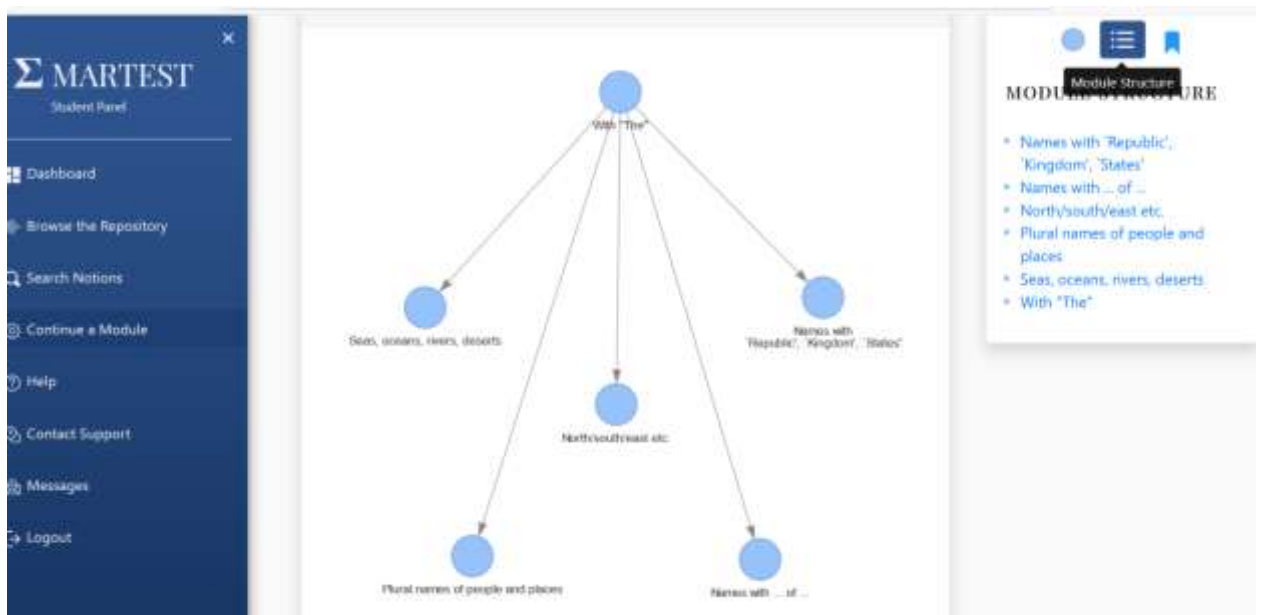 ×
Σ MARTEST
Student Panel
Dashboard
Browse the Repository
Search Notions
Continue a Module
Help
Contact Support
Messages
Logout
With "The"
Seas, oceans, rivers, deserts
Names with
'Republic', 'Kingdom', 'States'
North/south/east etc.
Plural names of people and places
Names with ... of ...
Module Structure
MODULE STRUCTURE
Names with 'Republic',
'Kingdom', 'States'
Names with ... of ...
North/south/east etc.
Plural names of people and
places
Seas, oceans, rivers, deserts
With "The"